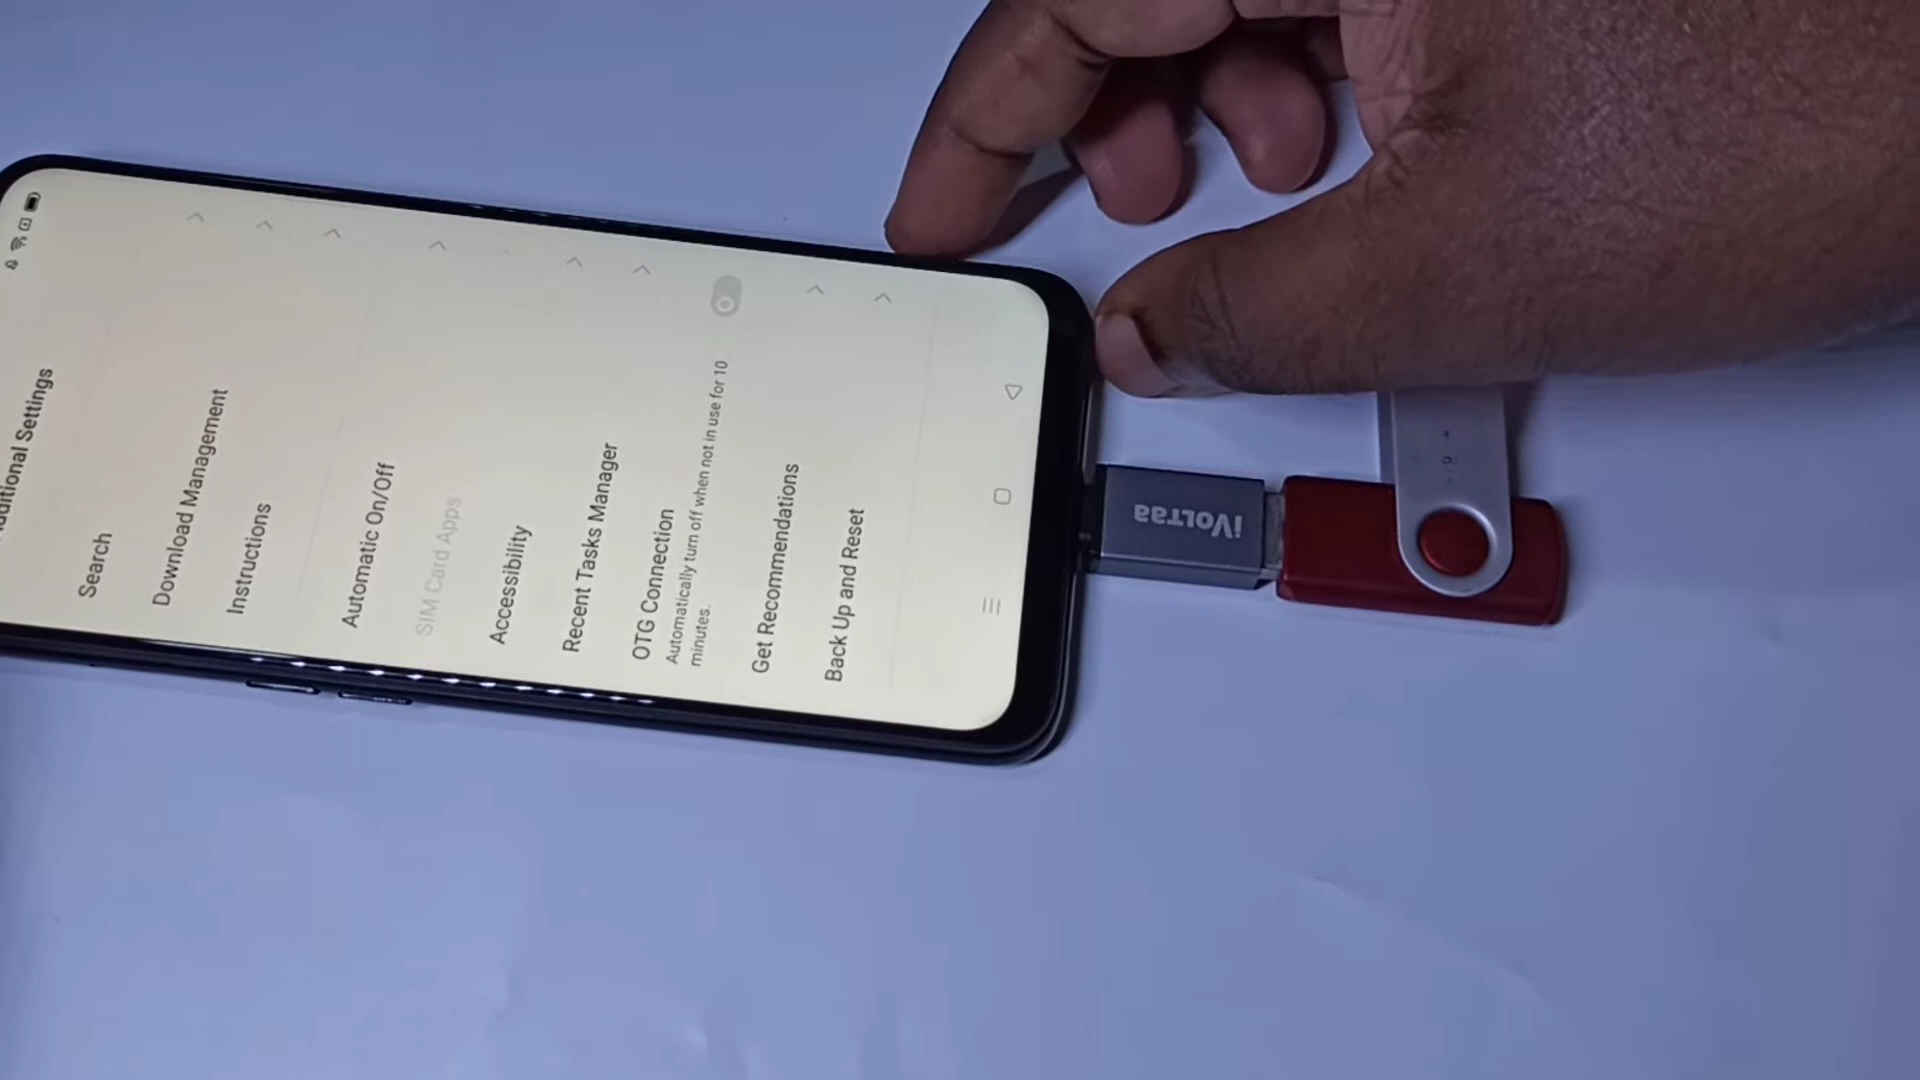 Additional Settings
Search
Download Management
Instructions
Automatic On/Off
SIM Card Apps
Accessibility
Recent Tasks Manager
OTG Connection
Automatically turn off when not in use for 10
minutes.
Get Recommendations
Back Up and Reset
iVoltaa